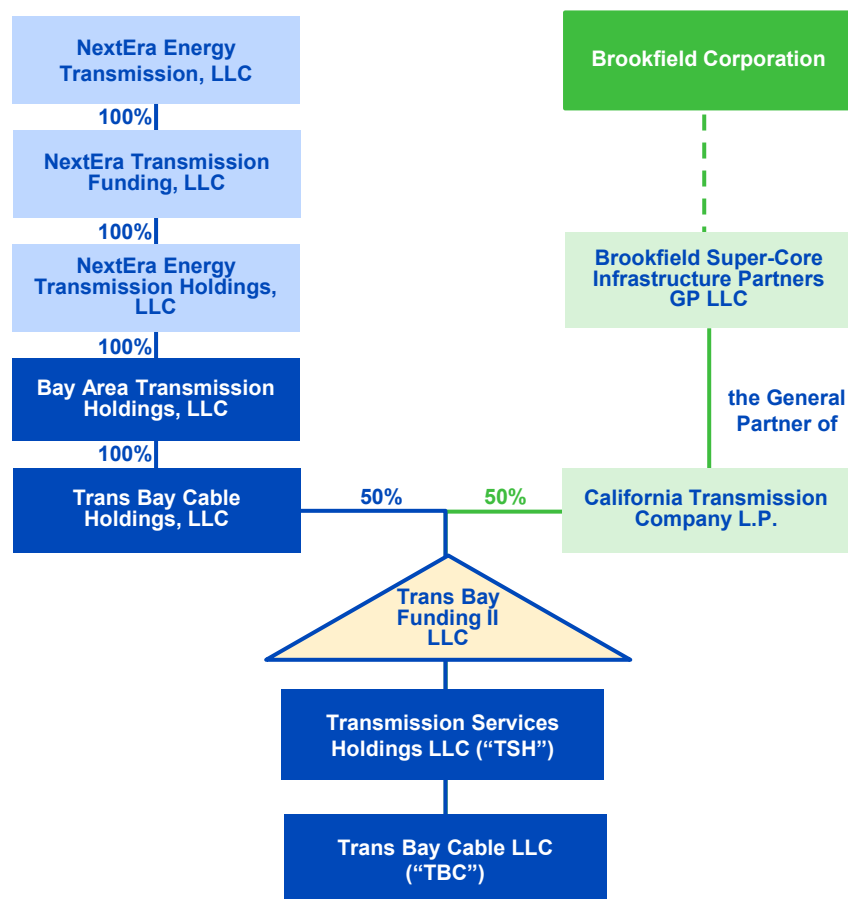 NextEra Energy
Transmission, LLC
100%
NextEra Transmission
Funding, LLC
100%
NextEra Energy
Transmission Holdings,
LLC
100%
Bay Area Transmission
Holdings, LLC
100%
Trans Bay Cable
Holdings, LLC
50%
Brookfield Corporation
Brookfield Super-Core
Infrastructure Partners
GP LLC
the General
Partner of
50%
California Transmission
Company L.P.
Trans Bay
Funding II
LLC
Transmission Services
Holdings LLC (“TSH”)
Trans Bay Cable LLC
(“TBC”)